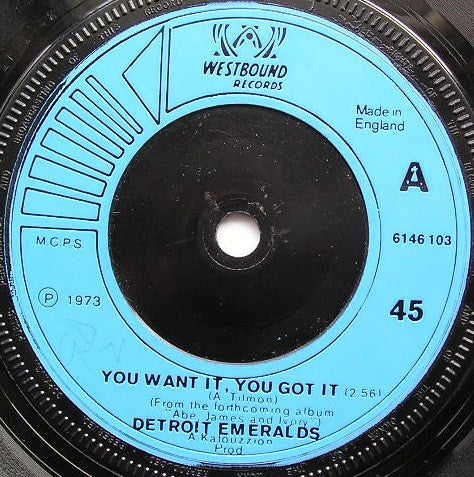 WESTBOUND
RECORDS
Made in
England
A
6146 103
M.C.P.S.
℗ 1973
45
YOU WANT IT, YOU GOT IT (2 56)
(A Tilmon)
(From the forthcoming album
"Abe, James and Ivory")
DETROIT EMERALDS
A Kalouzzion
Prod